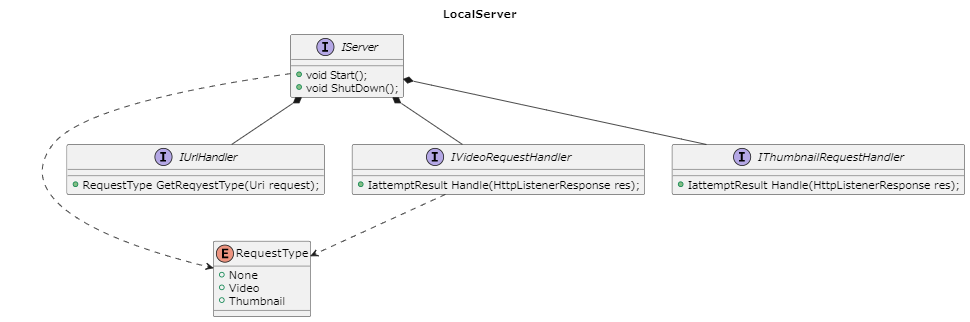 LocalServer
I IServer
void Start();
void ShutDown();
I IUrlHandler
RequestType GetReqyestType(Uri request);
I IVideoRequestHandler
IattemptResult Handle(HttpListenerResponse res);
I IThumbnailRequestHandler
IattemptResult Handle(HttpListenerResponse res);
E RequestType
None
Video
Thumbnail